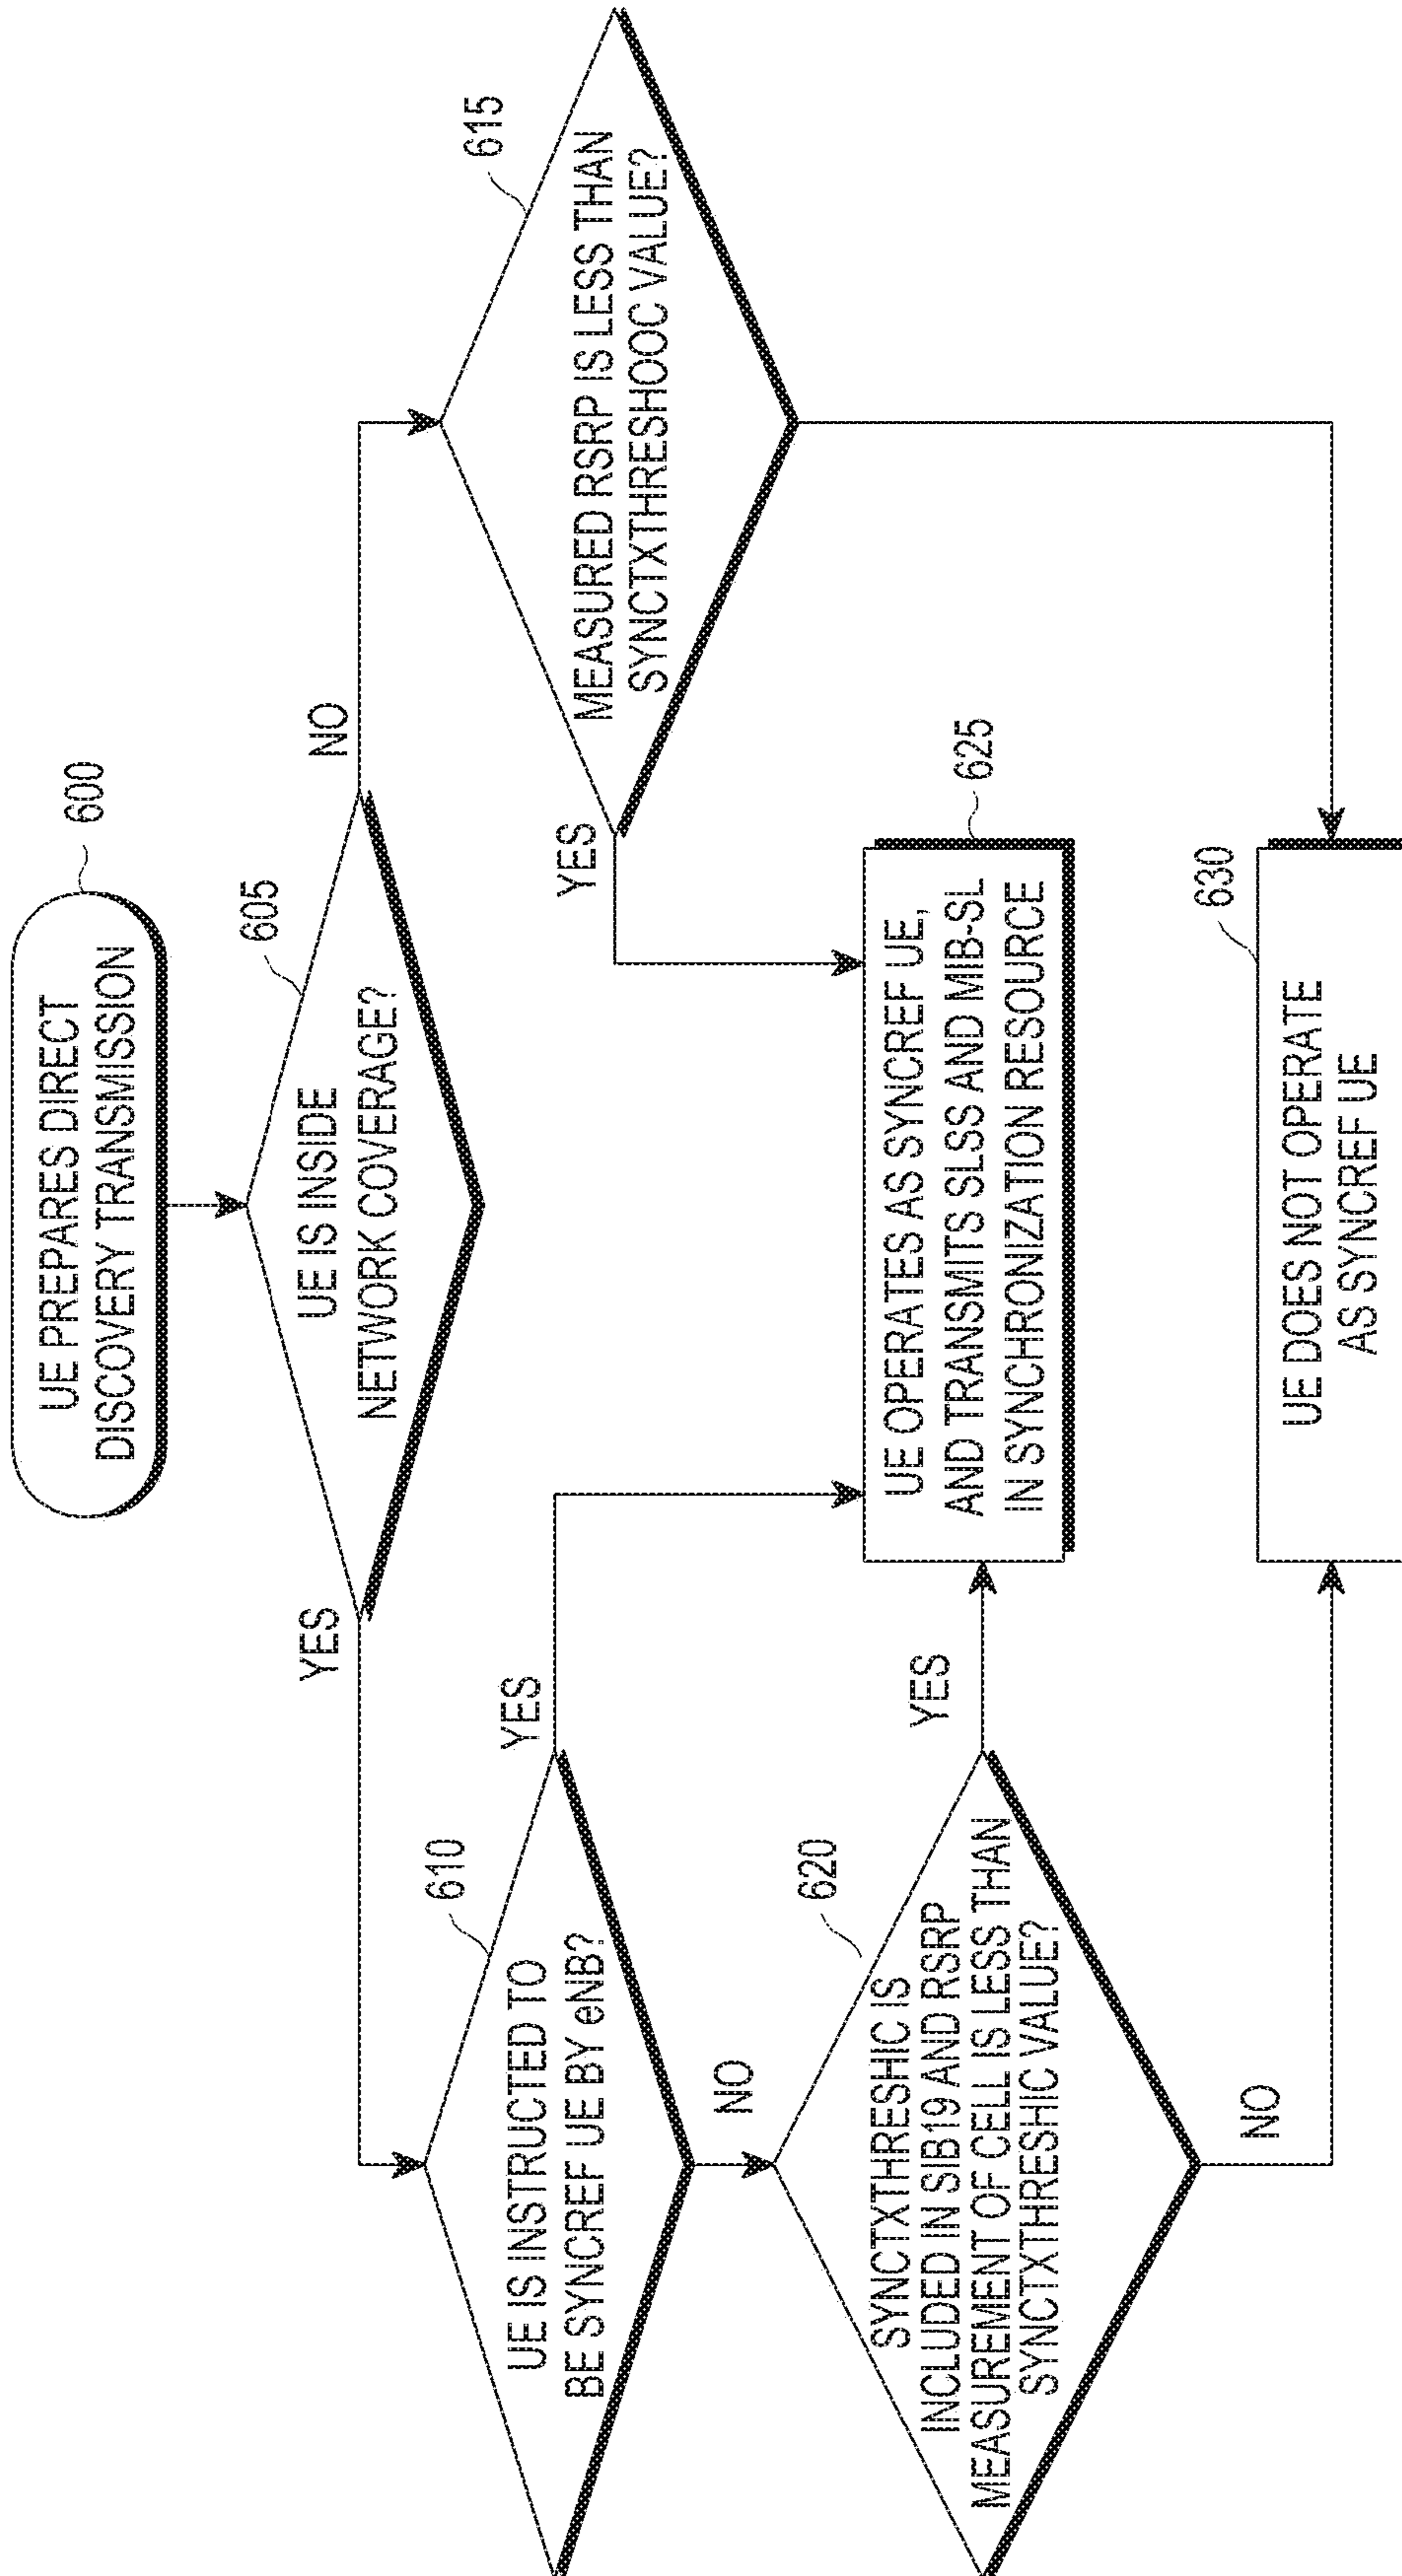 UE PREPARES DIRECT
DISCOVERY TRANSMISSION
600
UE IS INSIDE
NETWORK COVERAGE?
605
YES
NO
UE IS INSTRUCTED TO
BE SYNCREF UE BY eNB?
610
YES
NO
MEASURED RSRP IS LESS THAN
SYNCTXTHRESHOOC VALUE?
615
YES
SYNCTXTHRESHIC IS
INCLUDED IN SIB19 AND RSRP
MEASUREMENT OF CELL IS LESS THAN
SYNCTXTHRESHIC VALUE?
620
YES
NO
UE OPERATES AS SYNCREF UE,
AND TRANSMITS SLSS AND MIB-SL
IN SYNCHRONIZATION RESOURCE
625
UE DOES NOT OPERATE
AS SYNCREF UE
630